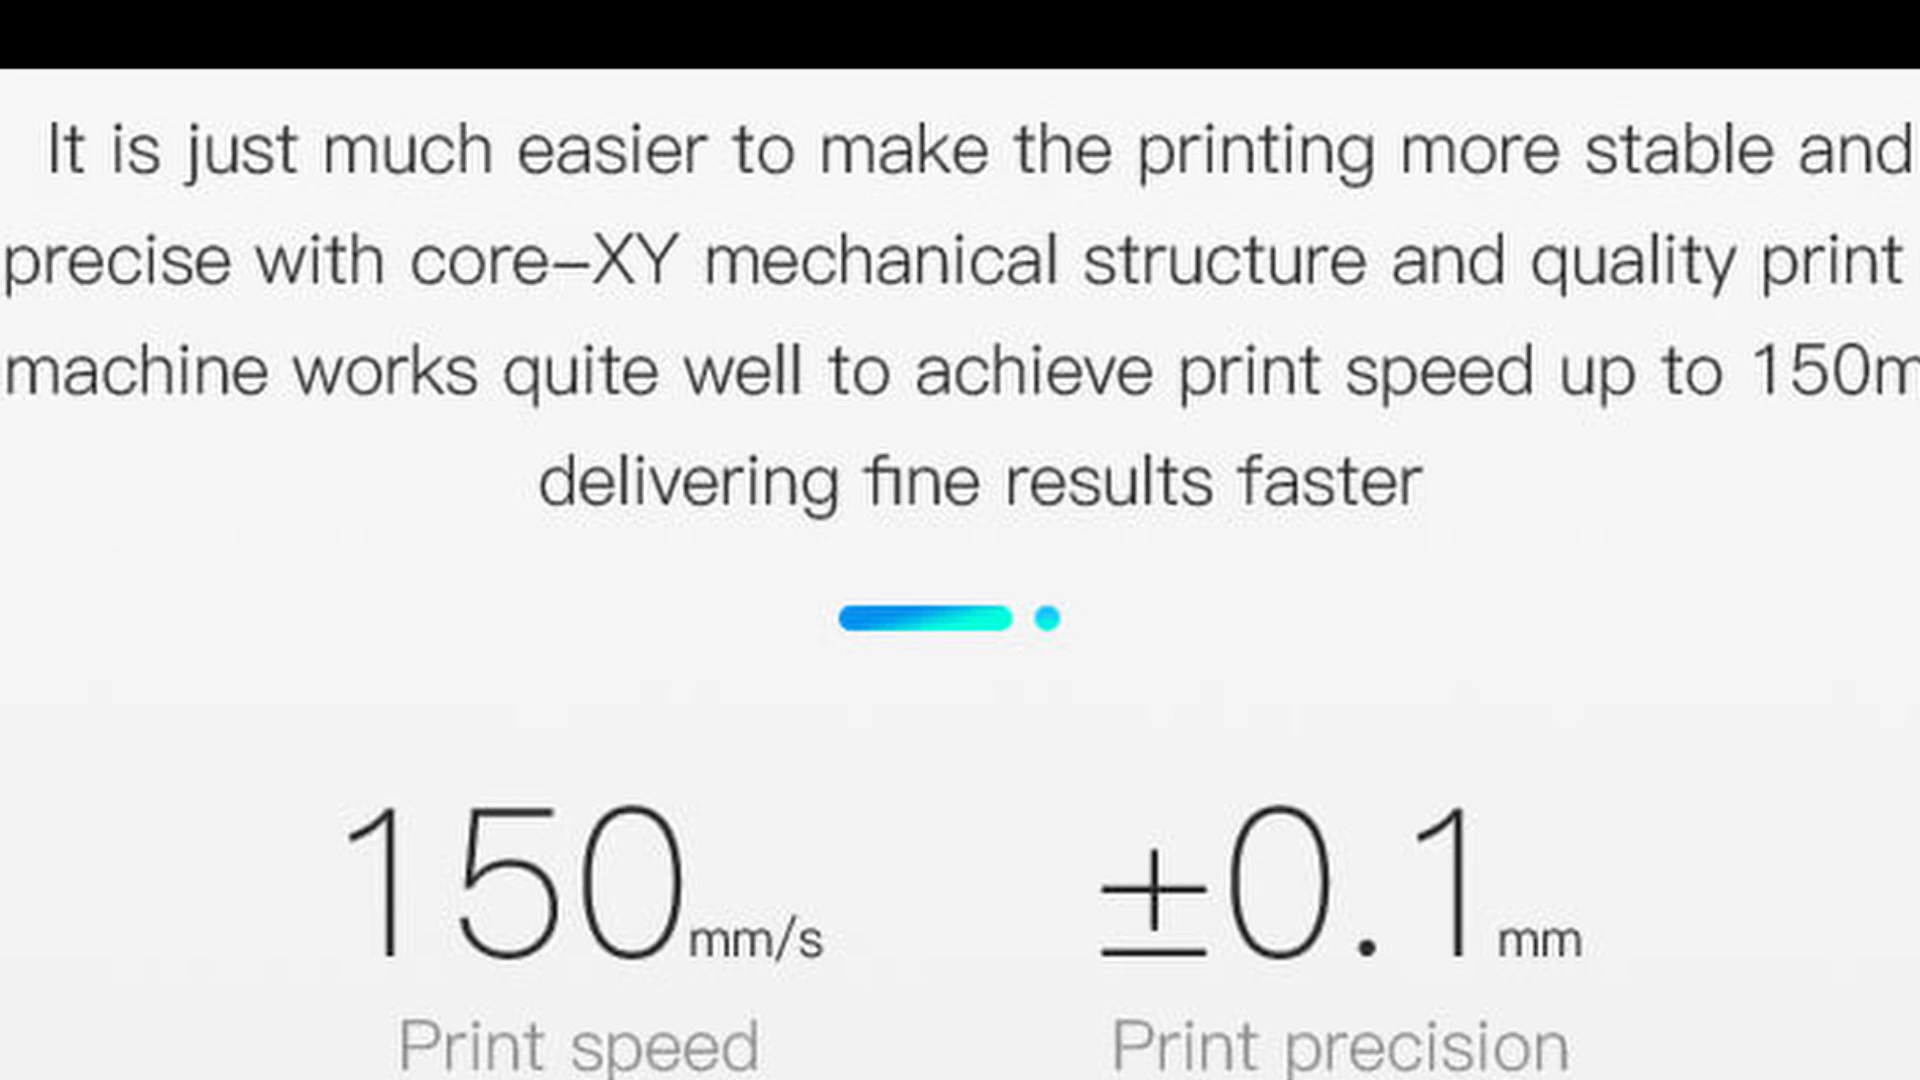 It is just much easier to make the printing more stable and
precise with core–XY mechanical structure and quality print
machine works quite well to achieve print speed up to 150m
delivering fine results faster
150mm/s ±0.1mm
Print speed Print precision